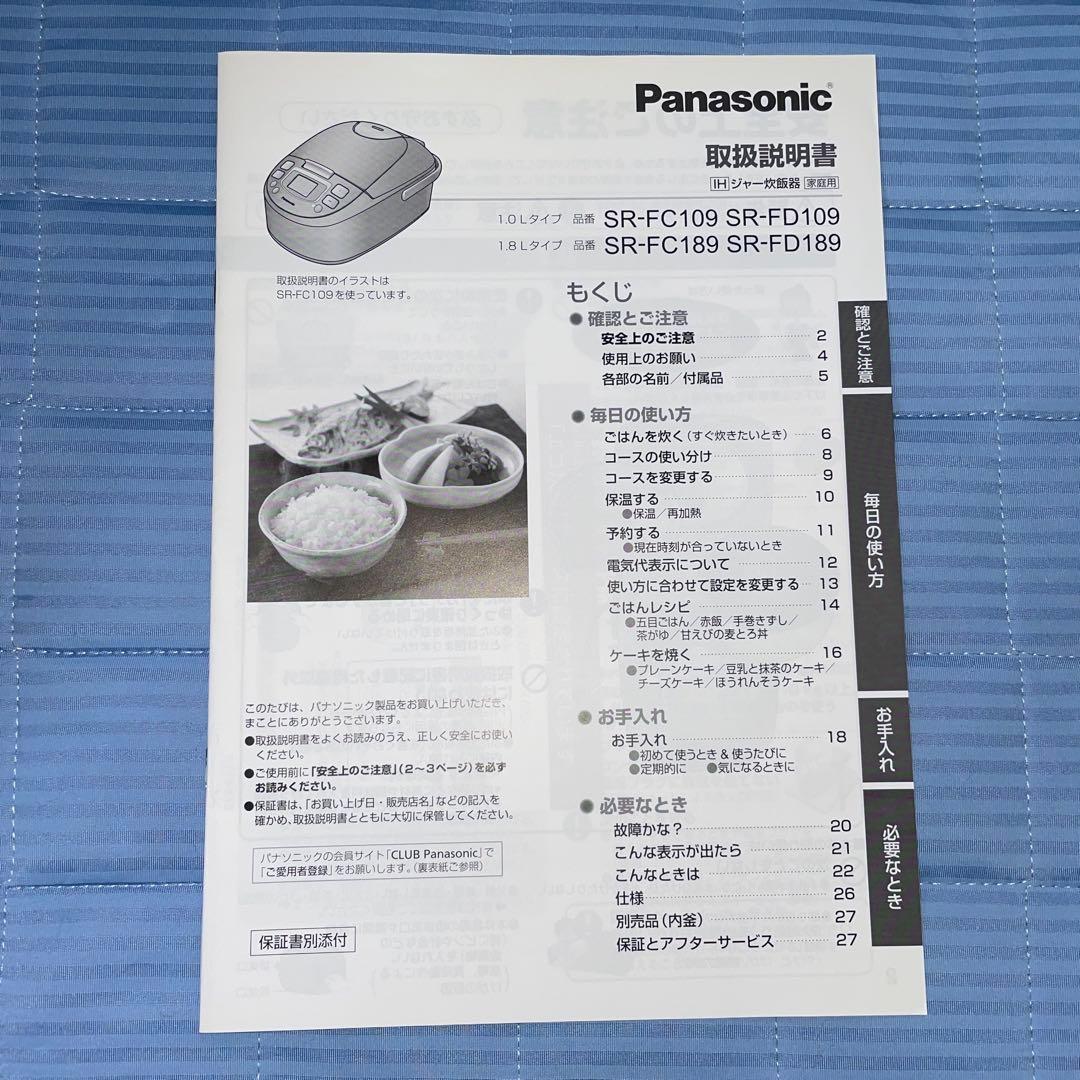 Panasonic®
取扱説明書
IH ジャー炊飯器 家庭用
1.0 Lタイプ 品番 SR-FC109 SR-FD109
1.8 Lタイプ 品番 SR-FC189 SR-FD189
取扱説明書のイラストは
SR-FC109を使っています。
もくじ
● 確認とご注意
安全上のご注意 2
使用上のお願い 4
各部の名前／付属品 5
● 毎日の使い方
ごはんを炊く（すぐ炊きたいとき） 6
コースの使い分け 8
コースを変更する 9
保温する 10
●保温／再加熱
予約する 11
●現在時刻が合っていないとき
電気代表示について 12
使い方に合わせて設定を変更する 13
ごはんレシピ 14
●五目ごはん／赤飯／手巻きずし／
茶がゆ／甘えびの麦とろ丼
ケーキを焼く 16
●プレーンケーキ／豆乳と抹茶のケーキ／
チーズケーキ／ほうれんそうケーキ
● お手入れ
お手入れ 18
●初めて使うとき & 使うたびに
●定期的に ●気になるときに
● 必要なとき
故障かな？ 20
こんな表示が出たら 21
こんなときは 22
仕様 26
別売品（内釜） 27
保証とアフターサービス 27
確認とご注意
毎日の使い方
お手入れ
必要なとき
このたびは、パナソニック製品をお買い上げいただき、
まことにありがとうございます。
●取扱説明書をよくお読みのうえ、正しく安全にお使い
ください。
●ご使用前に「安全上のご注意」（2～3ページ）を必ず
お読みください。
●保証書は、「お買い上げ日・販売店名」などの記入を
確かめ、取扱説明書とともに大切に保管してください。
パナソニックの会員サイト「CLUB Panasonic」で
「ご愛用者登録」をお願いします。（裏表紙ご参照）
保証書別添付